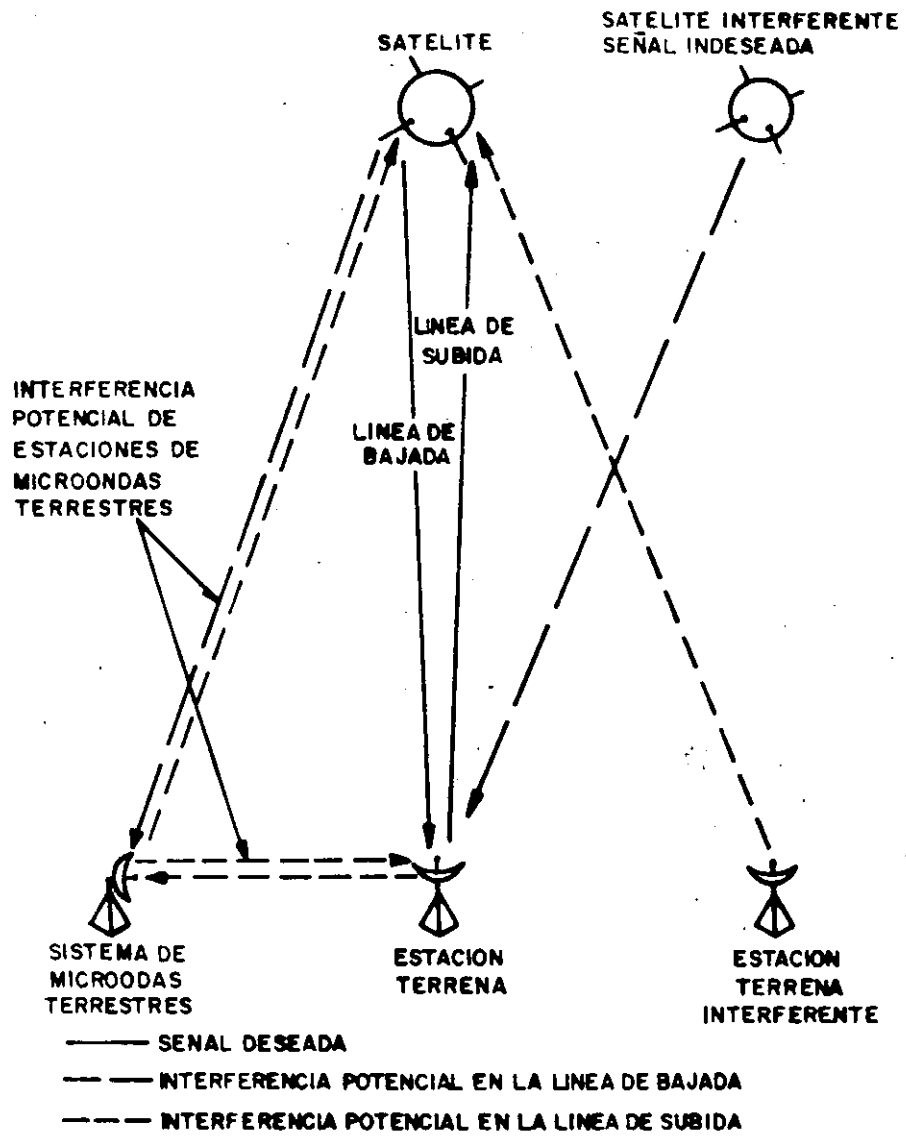 SATELITE
SATELITE INTERFERENTE
SEÑAL INDESEADA
LINEA DE
SUBIDA
INTERFERENCIA
POTENCIAL DE
ESTACIONES DE
MICROONDAS
TERRESTRES
LINEA DE
BAJADA
SISTEMA DE
MICROODAS
TERRESTRES
ESTACION
TERRENA
ESTACION
TERRENA
INTERFERENTE
SENAL DESEADA
INTERFERENCIA POTENCIAL EN LA LINEA DE BAJADA
INTERFERENCIA POTENCIAL EN LA LINEA DE SUBIDA